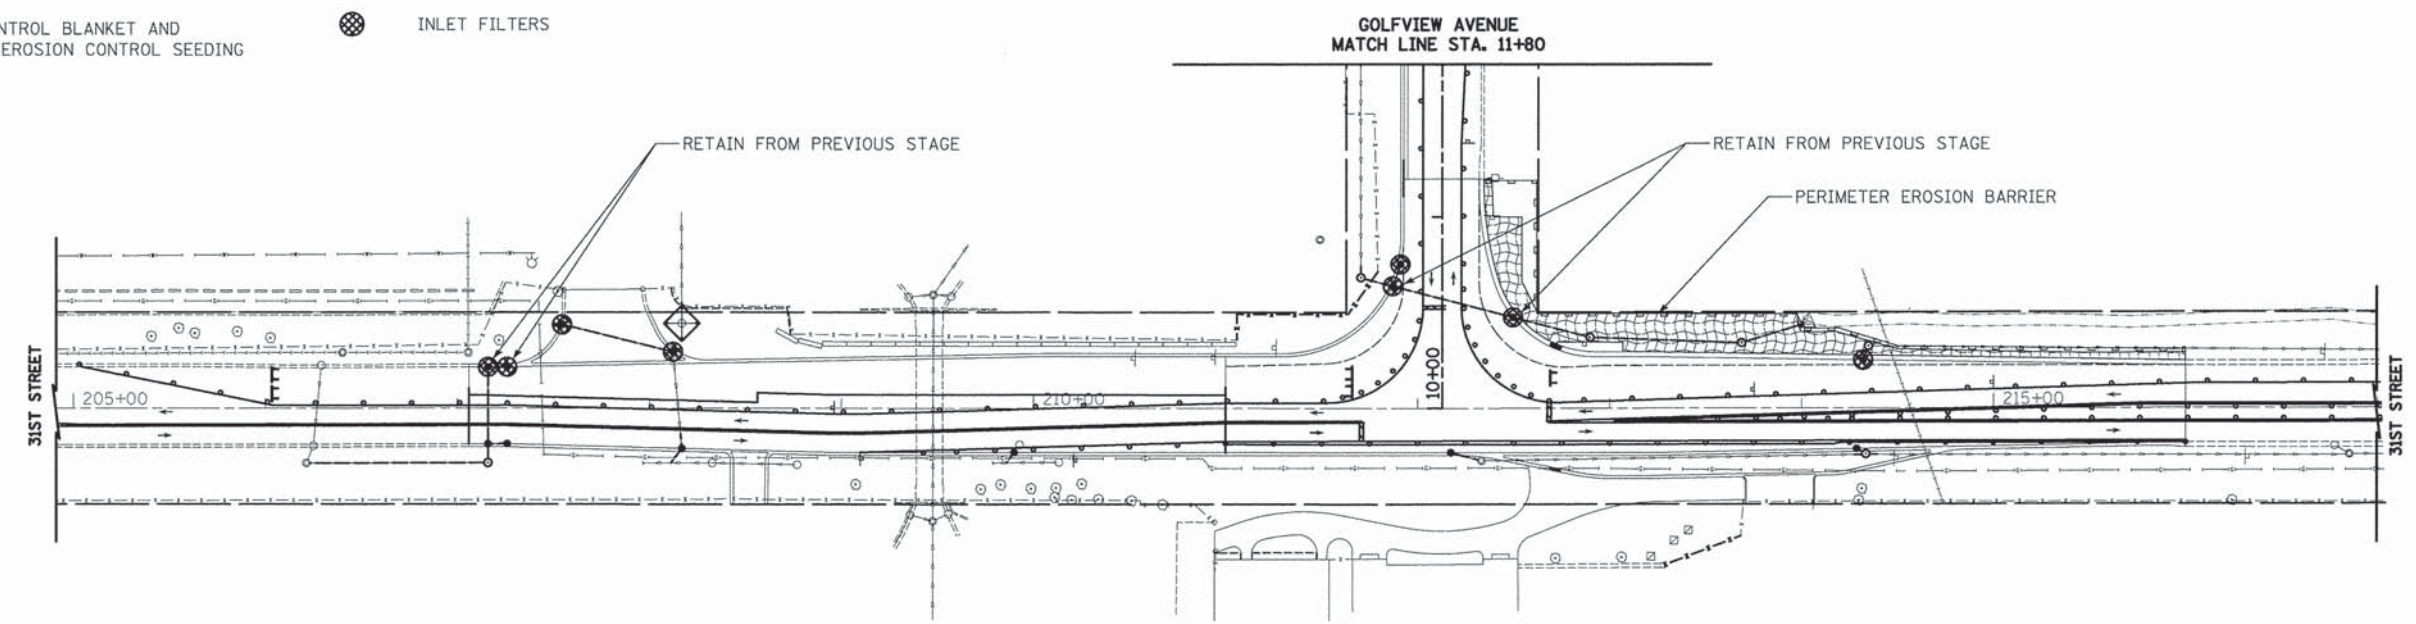 NTROL BLANKET AND
EROSION CONTROL SEEDING
INLET FILTERS
GOLFVIEW AVENUE
MATCH LINE STA. 11+80
RETAIN FROM PREVIOUS STAGE
RETAIN FROM PREVIOUS STAGE
PERIMETER EROSION BARRIER
31ST STREET
205+00
210+00
10+00
215+00
31ST STREET